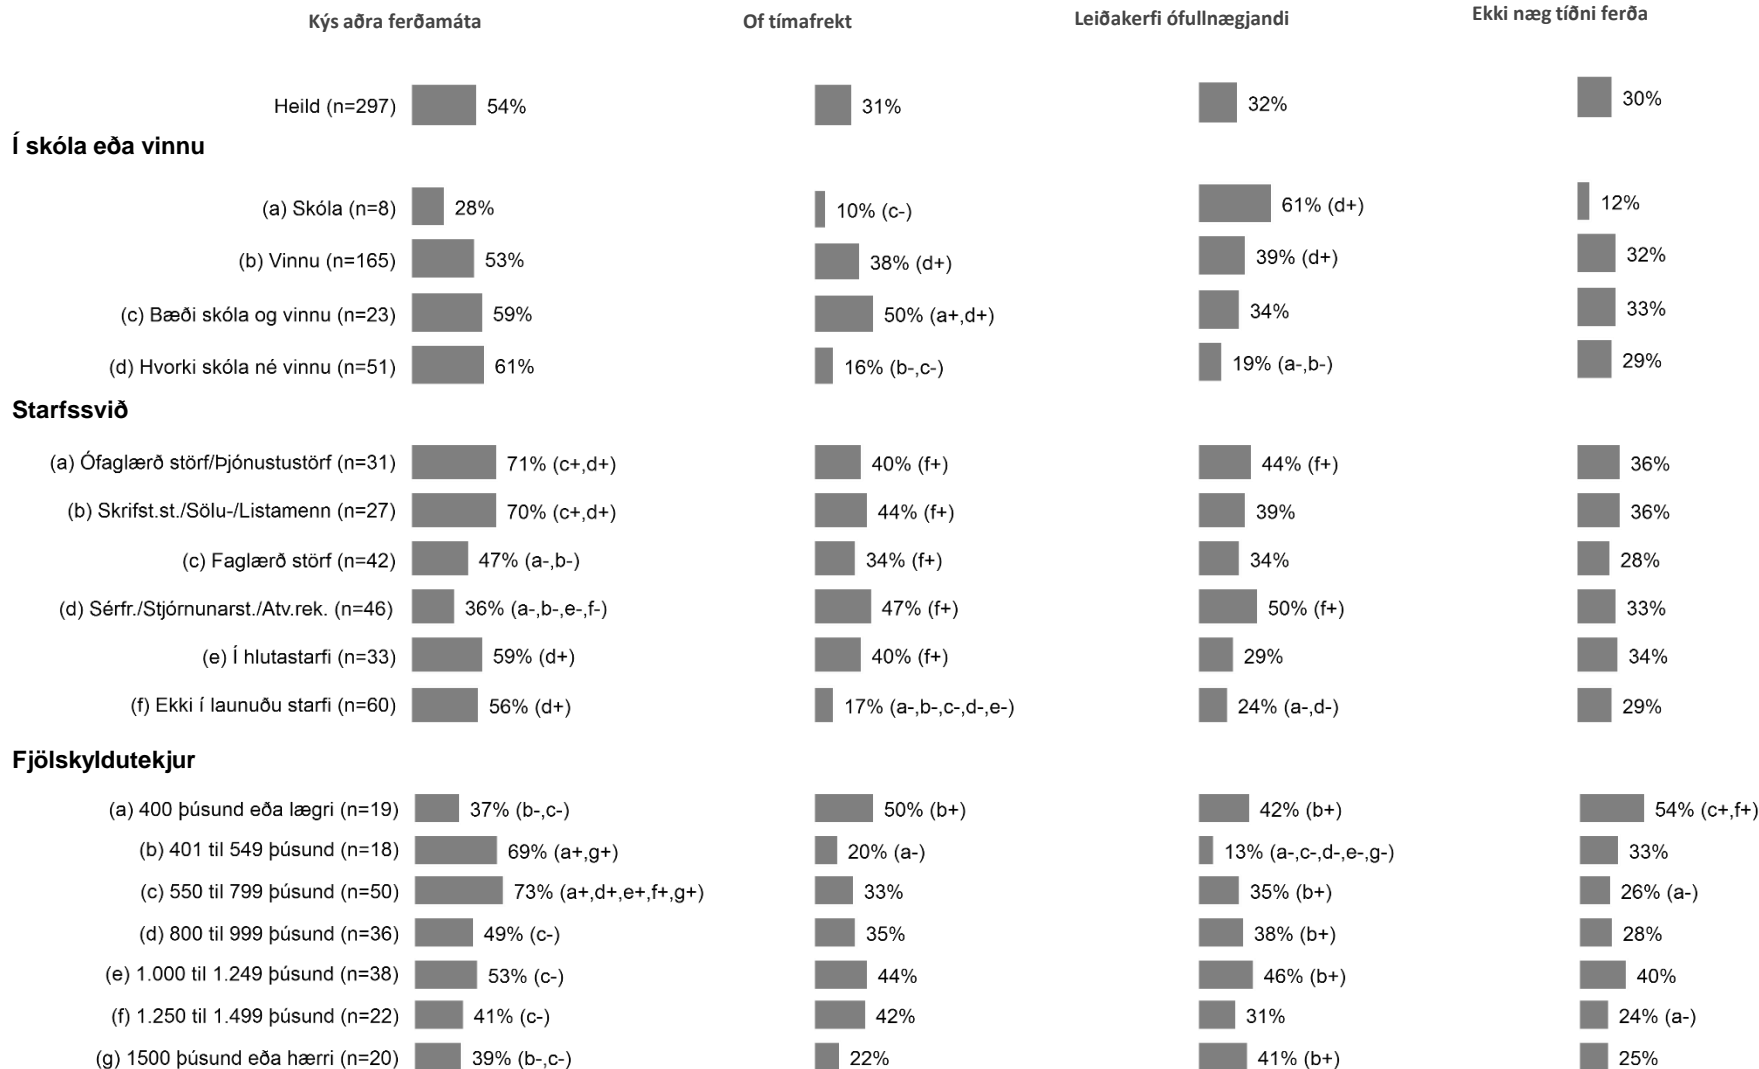 Kýs aðra ferðamáta Of tímafrekt Leiðakerfi ófullnægjandi Ekki næg tíðni ferða
Heild (n=297) 54% 31% 32% 30%
Í skóla eða vinnu
(a) Skóla (n=8) 28% 10% (c-) 61% (d+) 12%
(b) Vinnu (n=165) 53% 38% (d+) 39% (d+) 32%
(c) Bæði skóla og vinnu (n=23) 59% 50% (a+,d+) 34% 33%
(d) Hvorki skóla né vinnu (n=51) 61% 16% (b-,c-) 19% (a-,b-) 29%
Starfssvið
(a) Ófaglærð störf/Þjónustustörf (n=31) 71% (c+,d+) 40% (f+) 44% (f+) 36%
(b) Skrifst.st./Sölu-/Listamenn (n=27) 70% (c+,d+) 44% (f+) 39% 36%
(c) Faglærð störf (n=42) 47% (a-,b-) 34% (f+) 34% 28%
(d) Sérfr./Stjórnunarst./Atv.rek. (n=46) 36% (a-,b-,e-,f-) 47% (f+) 50% (f+) 33%
(e) Í hlutastarfi (n=33) 59% (d+) 40% (f+) 29% 34%
(f) Ekki í launuðu starfi (n=60) 56% (d+) 17% (a-,b-,c-,d-,e-) 24% (a-,d-) 29%
Fjölskyldutekjur
(a) 400 þúsund eða lægri (n=19) 37% (b-,c-) 50% (b+) 42% (b+) 54% (c+,f+)
(b) 401 til 549 þúsund (n=18) 69% (a+,g+) 20% (a-) 13% (a-,c-,d-,e-,g-) 33%
(c) 550 til 799 þúsund (n=50) 73% (a+,d+,e+,f+,g+) 33% 35% (b+) 26% (a-)
(d) 800 til 999 þúsund (n=36) 49% (c-) 35% 38% (b+) 28%
(e) 1.000 til 1.249 þúsund (n=38) 53% (c-) 44% 46% (b+) 40%
(f) 1.250 til 1.499 þúsund (n=22) 41% (c-) 42% 31% 24% (a-)
(g) 1500 þúsund eða hærri (n=20) 39% (b-,c-) 22% 41% (b+) 25%